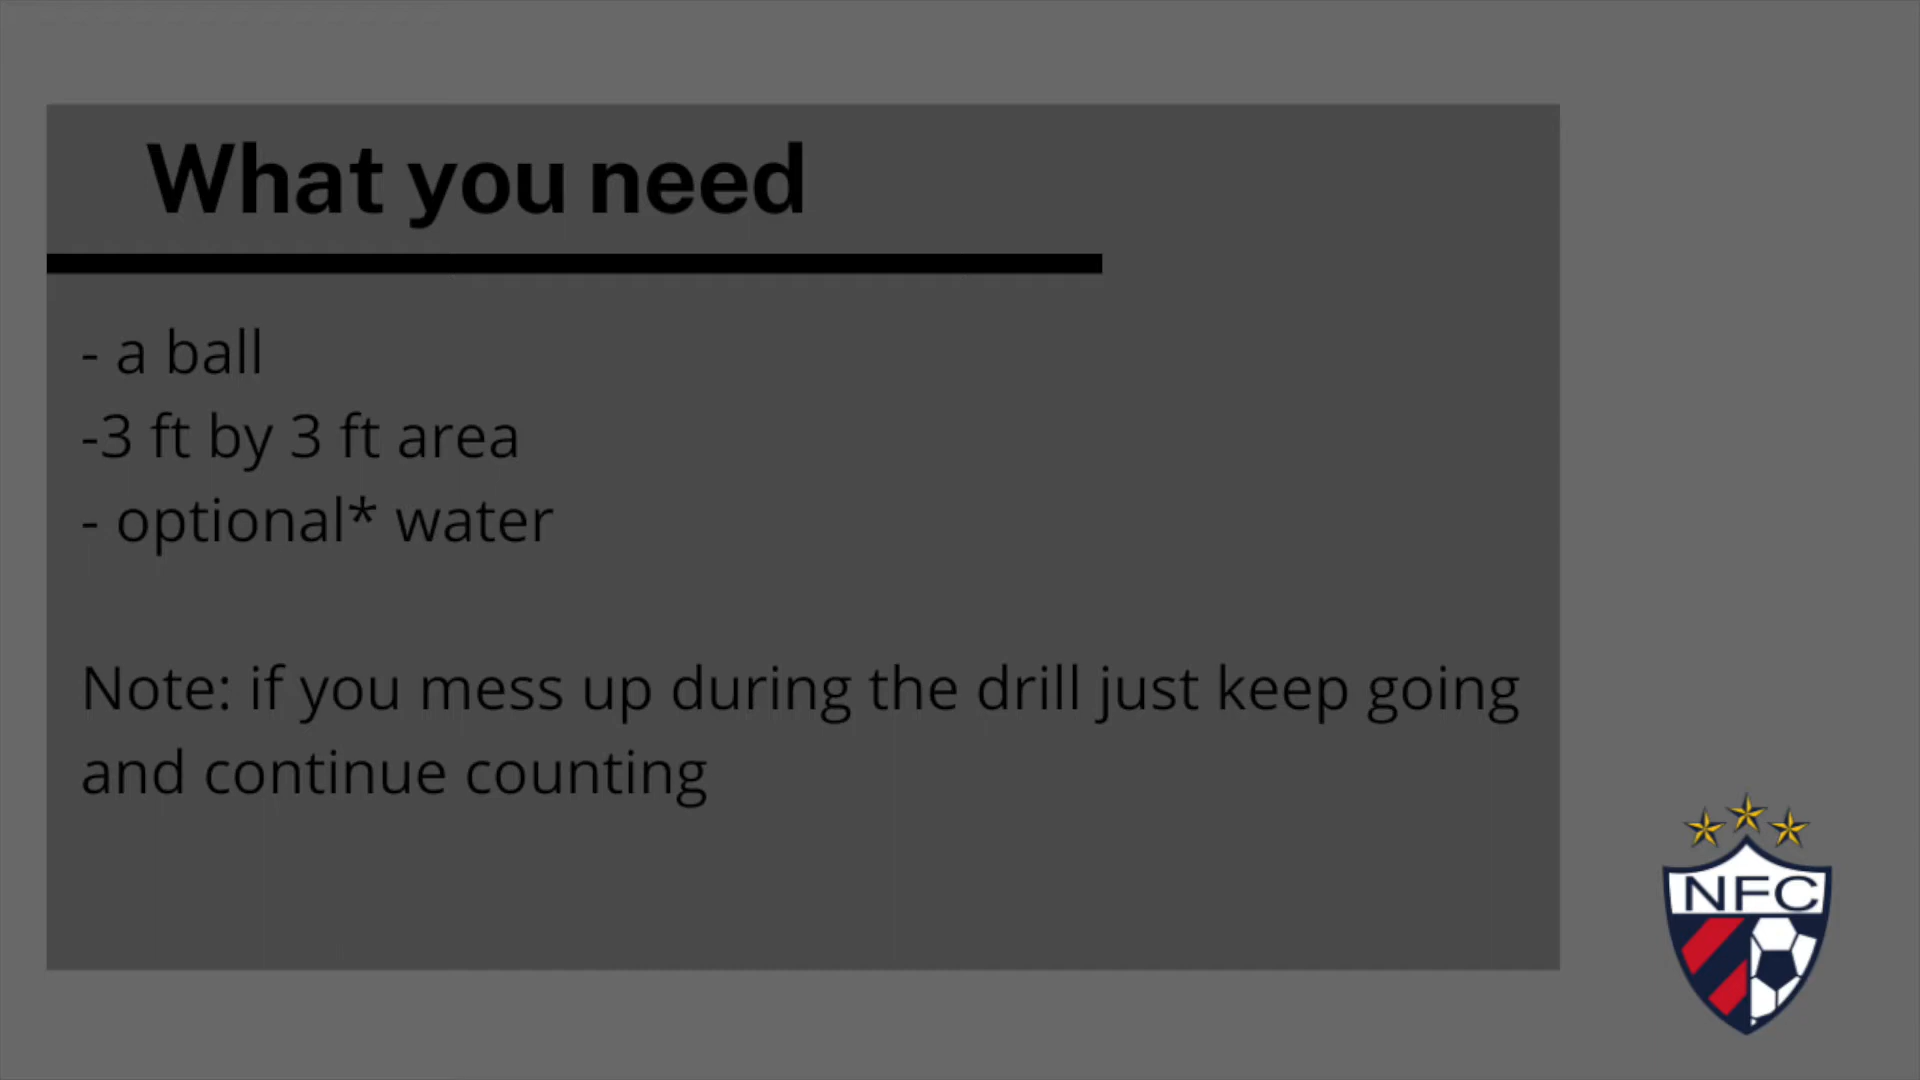 What you need
- a ball
-3 ft by 3 ft area
- optional* water
Note: if you mess up during the drill just keep going
and continue counting
NFC